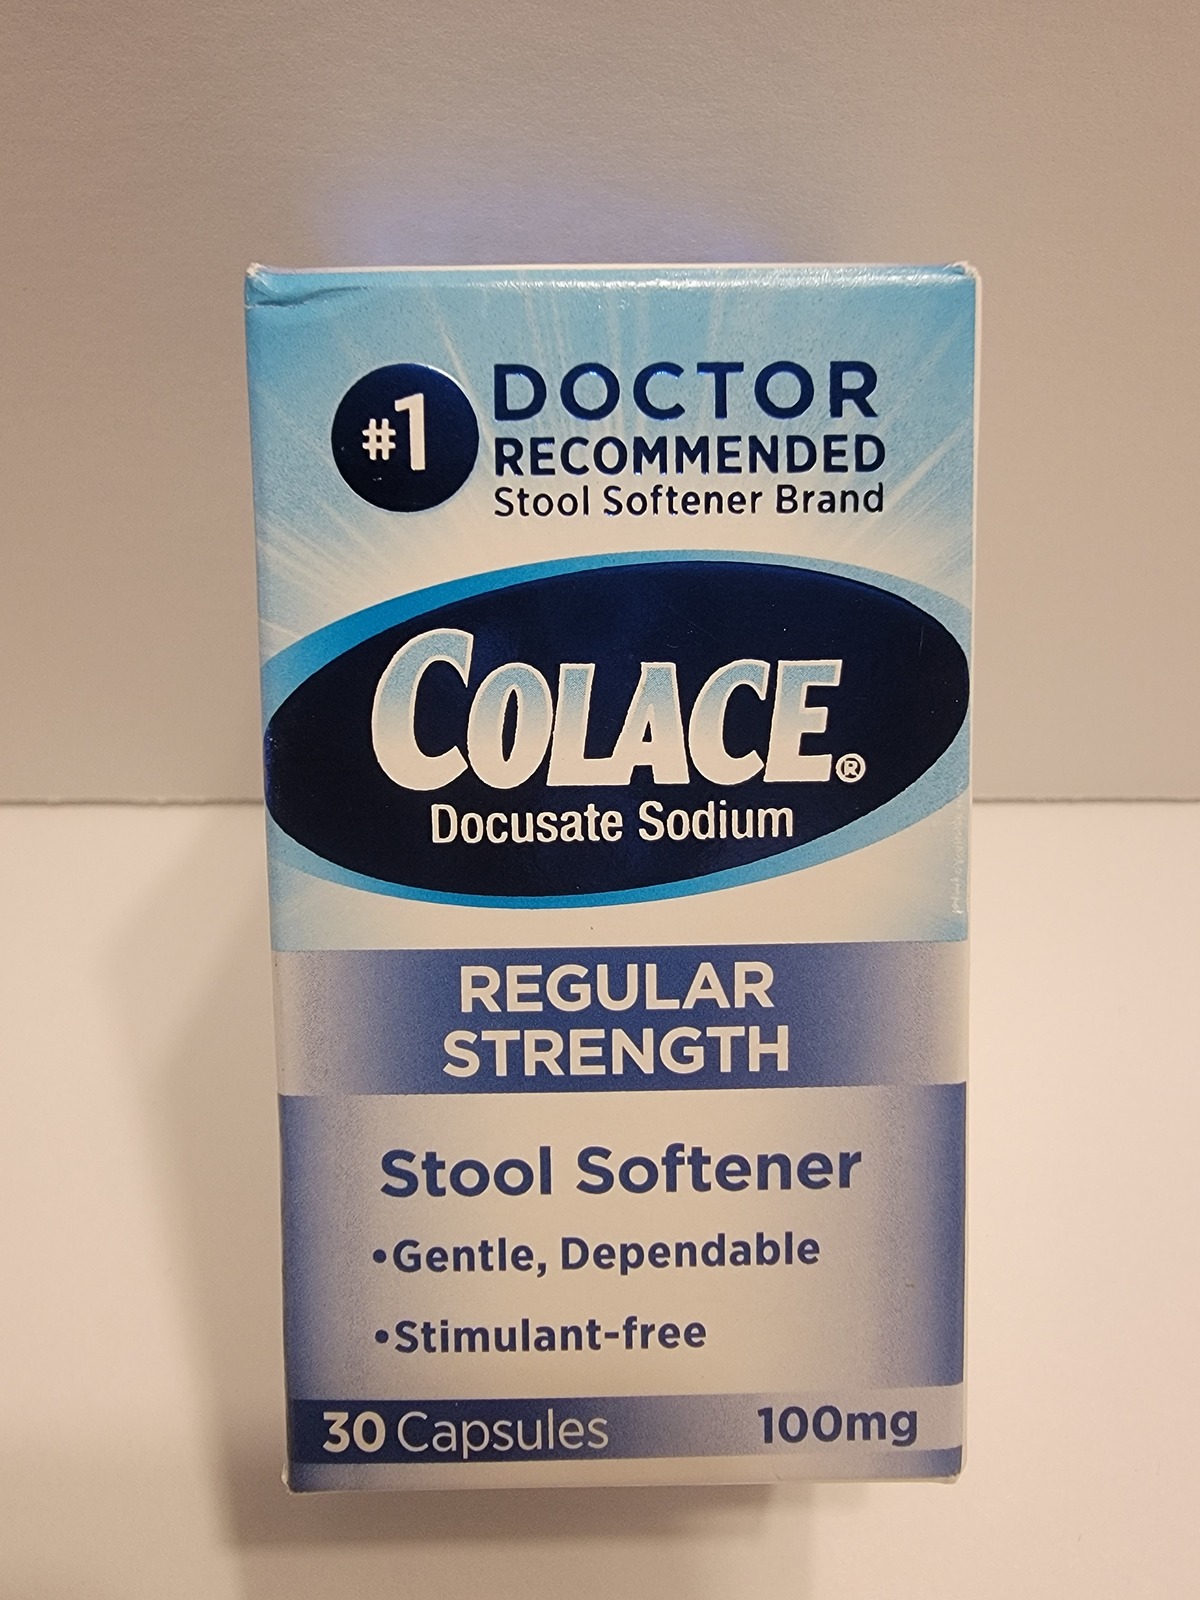 #1
DOCTOR
RECOMMENDED
Stool Softener Brand
COLACE®
Docusate Sodium
REGULAR
STRENGTH
Stool Softener
•Gentle, Dependable
•Stimulant-free
30 Capsules 100mg